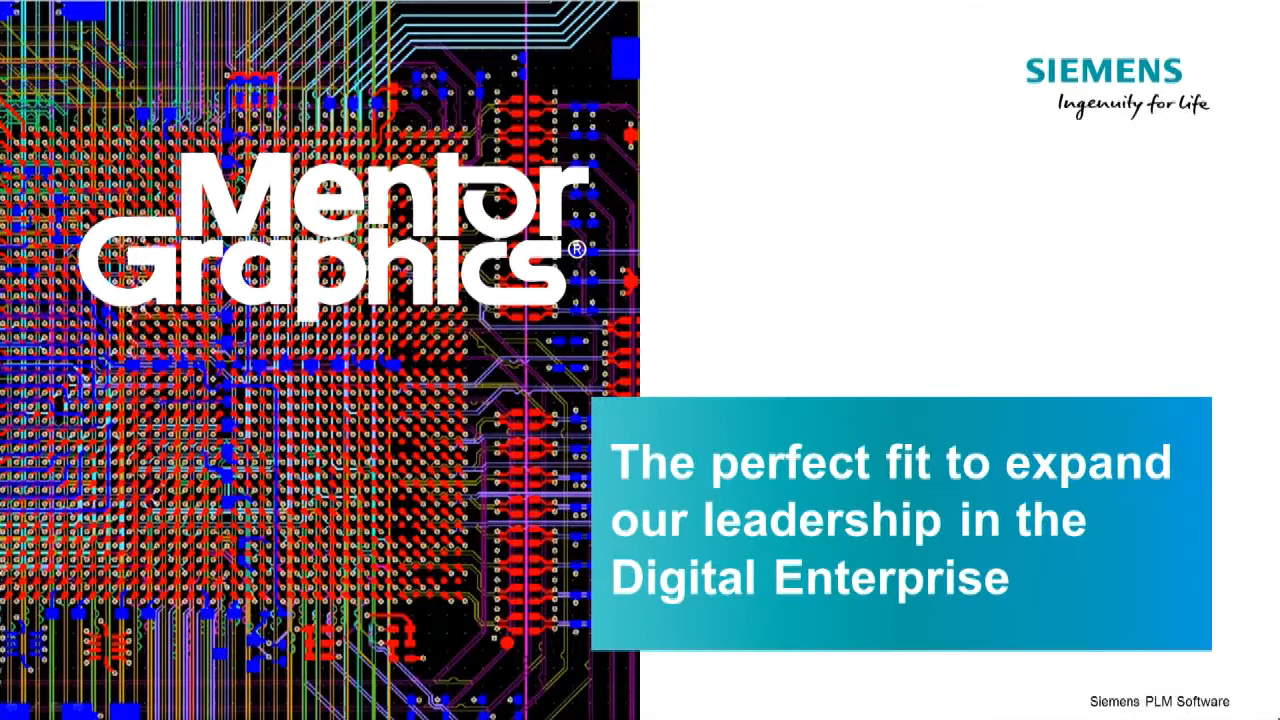 Mentor
Graphics®
SIEMENS
Ingenuity for life
The perfect fit to expand
our leadership in the
Digital Enterprise
Siemens PLM Software